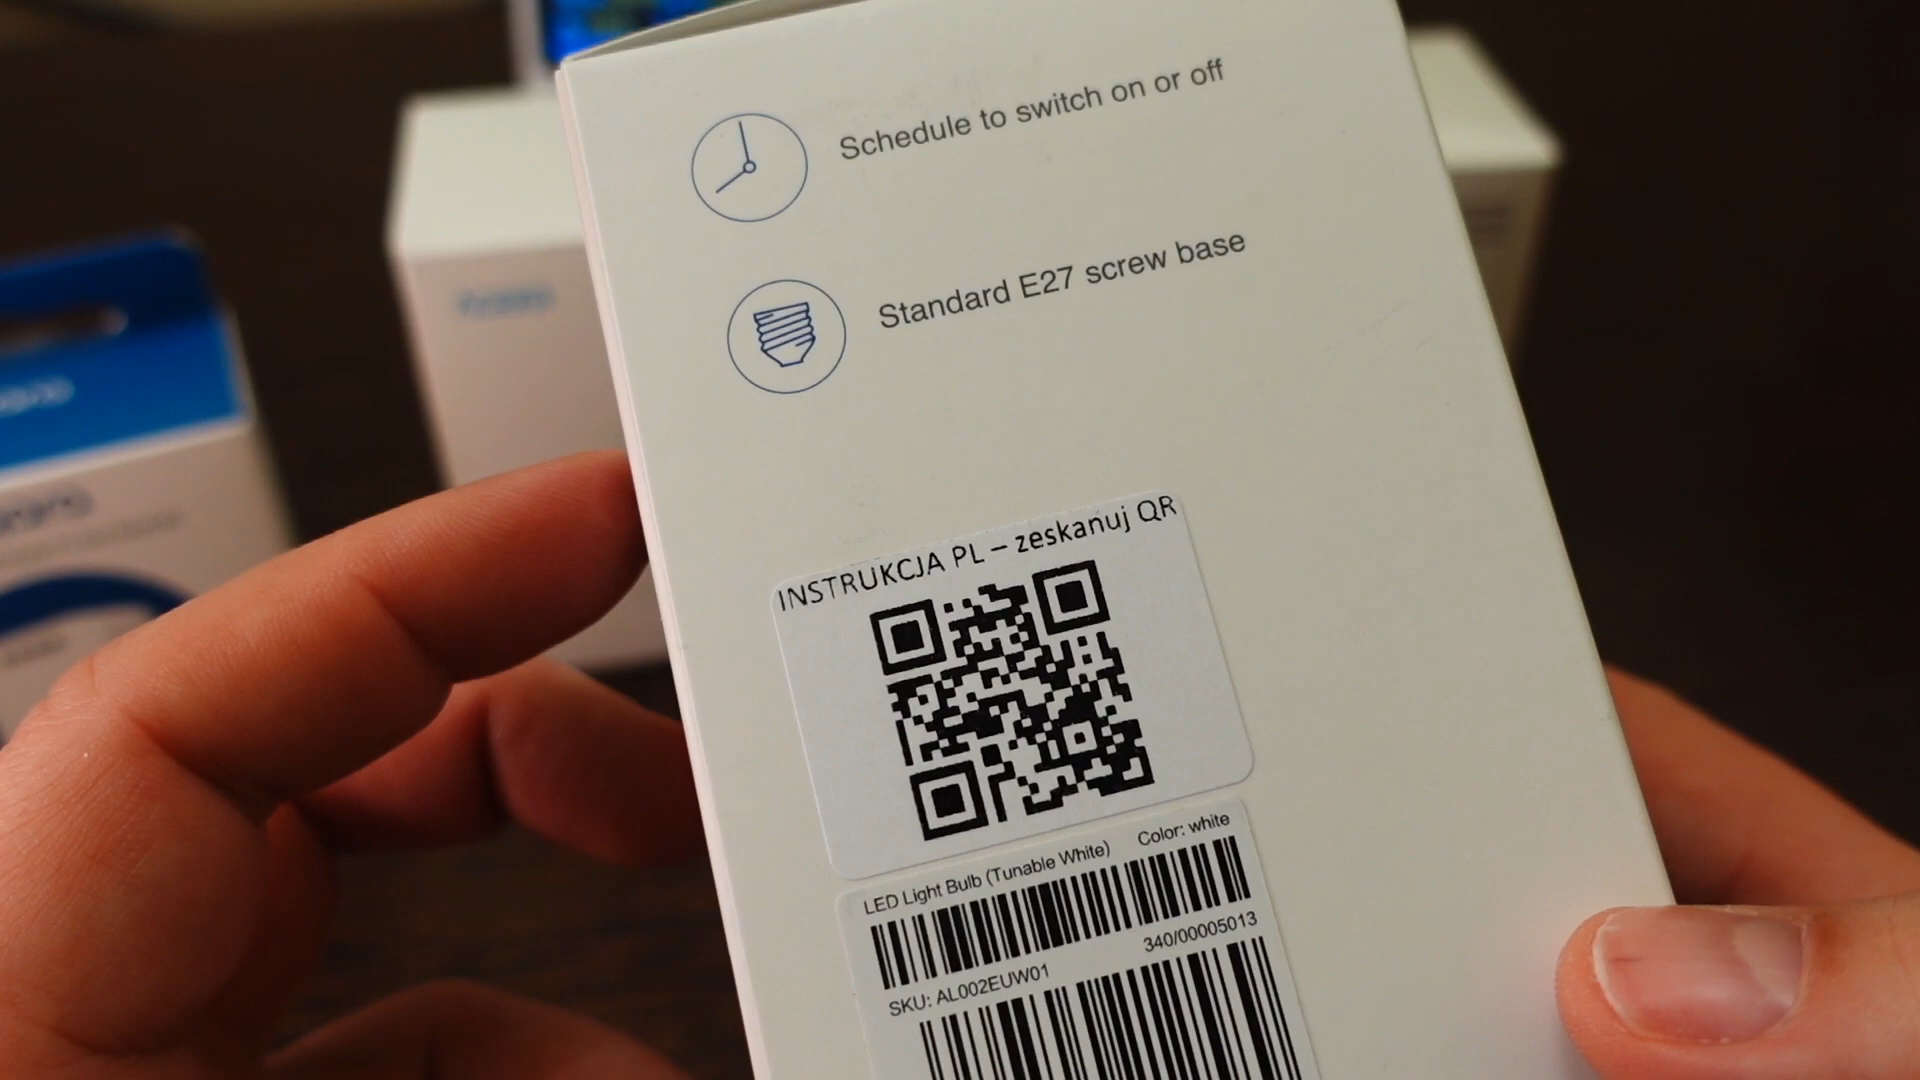 Schedule to switch on or off
Standard E27 screw base
INSTRUKCJA PL – zeskanuj QR
LED Light Bulb (Tunable White) Color: white
340/00005013
SKU: AL002EUW01